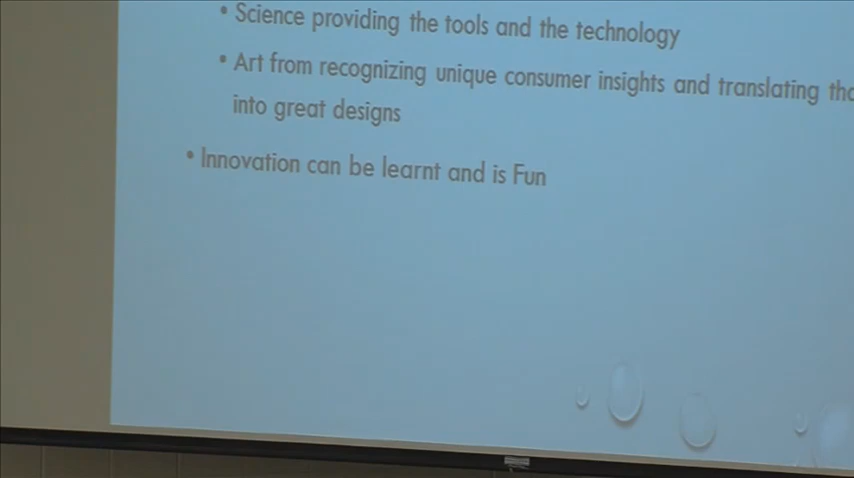 • Science providing the tools and the technology
• Art from recognizing unique consumer insights and translating
into great designs
• Innovation can be learnt and is Fun